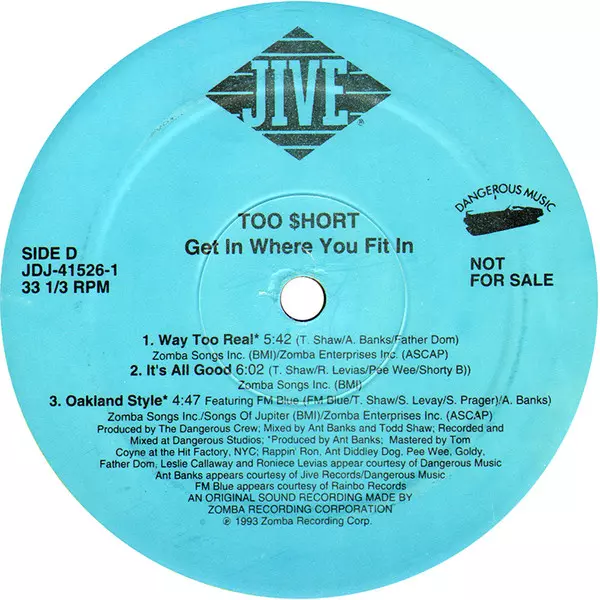 JIVE
®
DANGEROUS MUSIC
TOO $HORT
Get In Where You Fit In
SIDE D
JDJ-41526-1
33 1/3 RPM
NOT
FOR SALE
1. Way Too Real* 5:42 (T. Shaw/A. Banks/Father Dom)
Zomba Songs Inc. (BMI)/Zomba Enterprises Inc. (ASCAP)
2. It's All Good 6:02 (T. Shaw/R. Levias/Pee Wee/Shorty B))
Zomba Songs Inc. (BMI)
3. Oakland Style* 4:47 Featuring FM Blue (FM Blue/T. Shaw/S. Levay/S. Prager)/A. Banks)
Zomba Songs Inc./Songs Of Jupiter (BMI)/Zomba Enterprises Inc. (ASCAP)
Produced by The Dangerous Crew; Mixed by Ant Banks and Todd Shaw; Recorded and
Mixed at Dangerous Studios; *Produced by Ant Banks; Mastered by Tom
Coyne at the Hit Factory, NYC; Rappin' Ron, Ant Diddley Dog, Pee Wee, Goldy,
Father Dom, Leslie Callaway and Roniece Levias appear courtesy of Dangerous Music
Ant Banks appears courtesy of Jive Records/Dangerous Music
FM Blue appears courtesy of Rainbo Records
AN ORIGINAL SOUND RECORDING MADE BY
ZOMBA RECORDING CORPORATION
℗ 1993 Zomba Recording Corp.